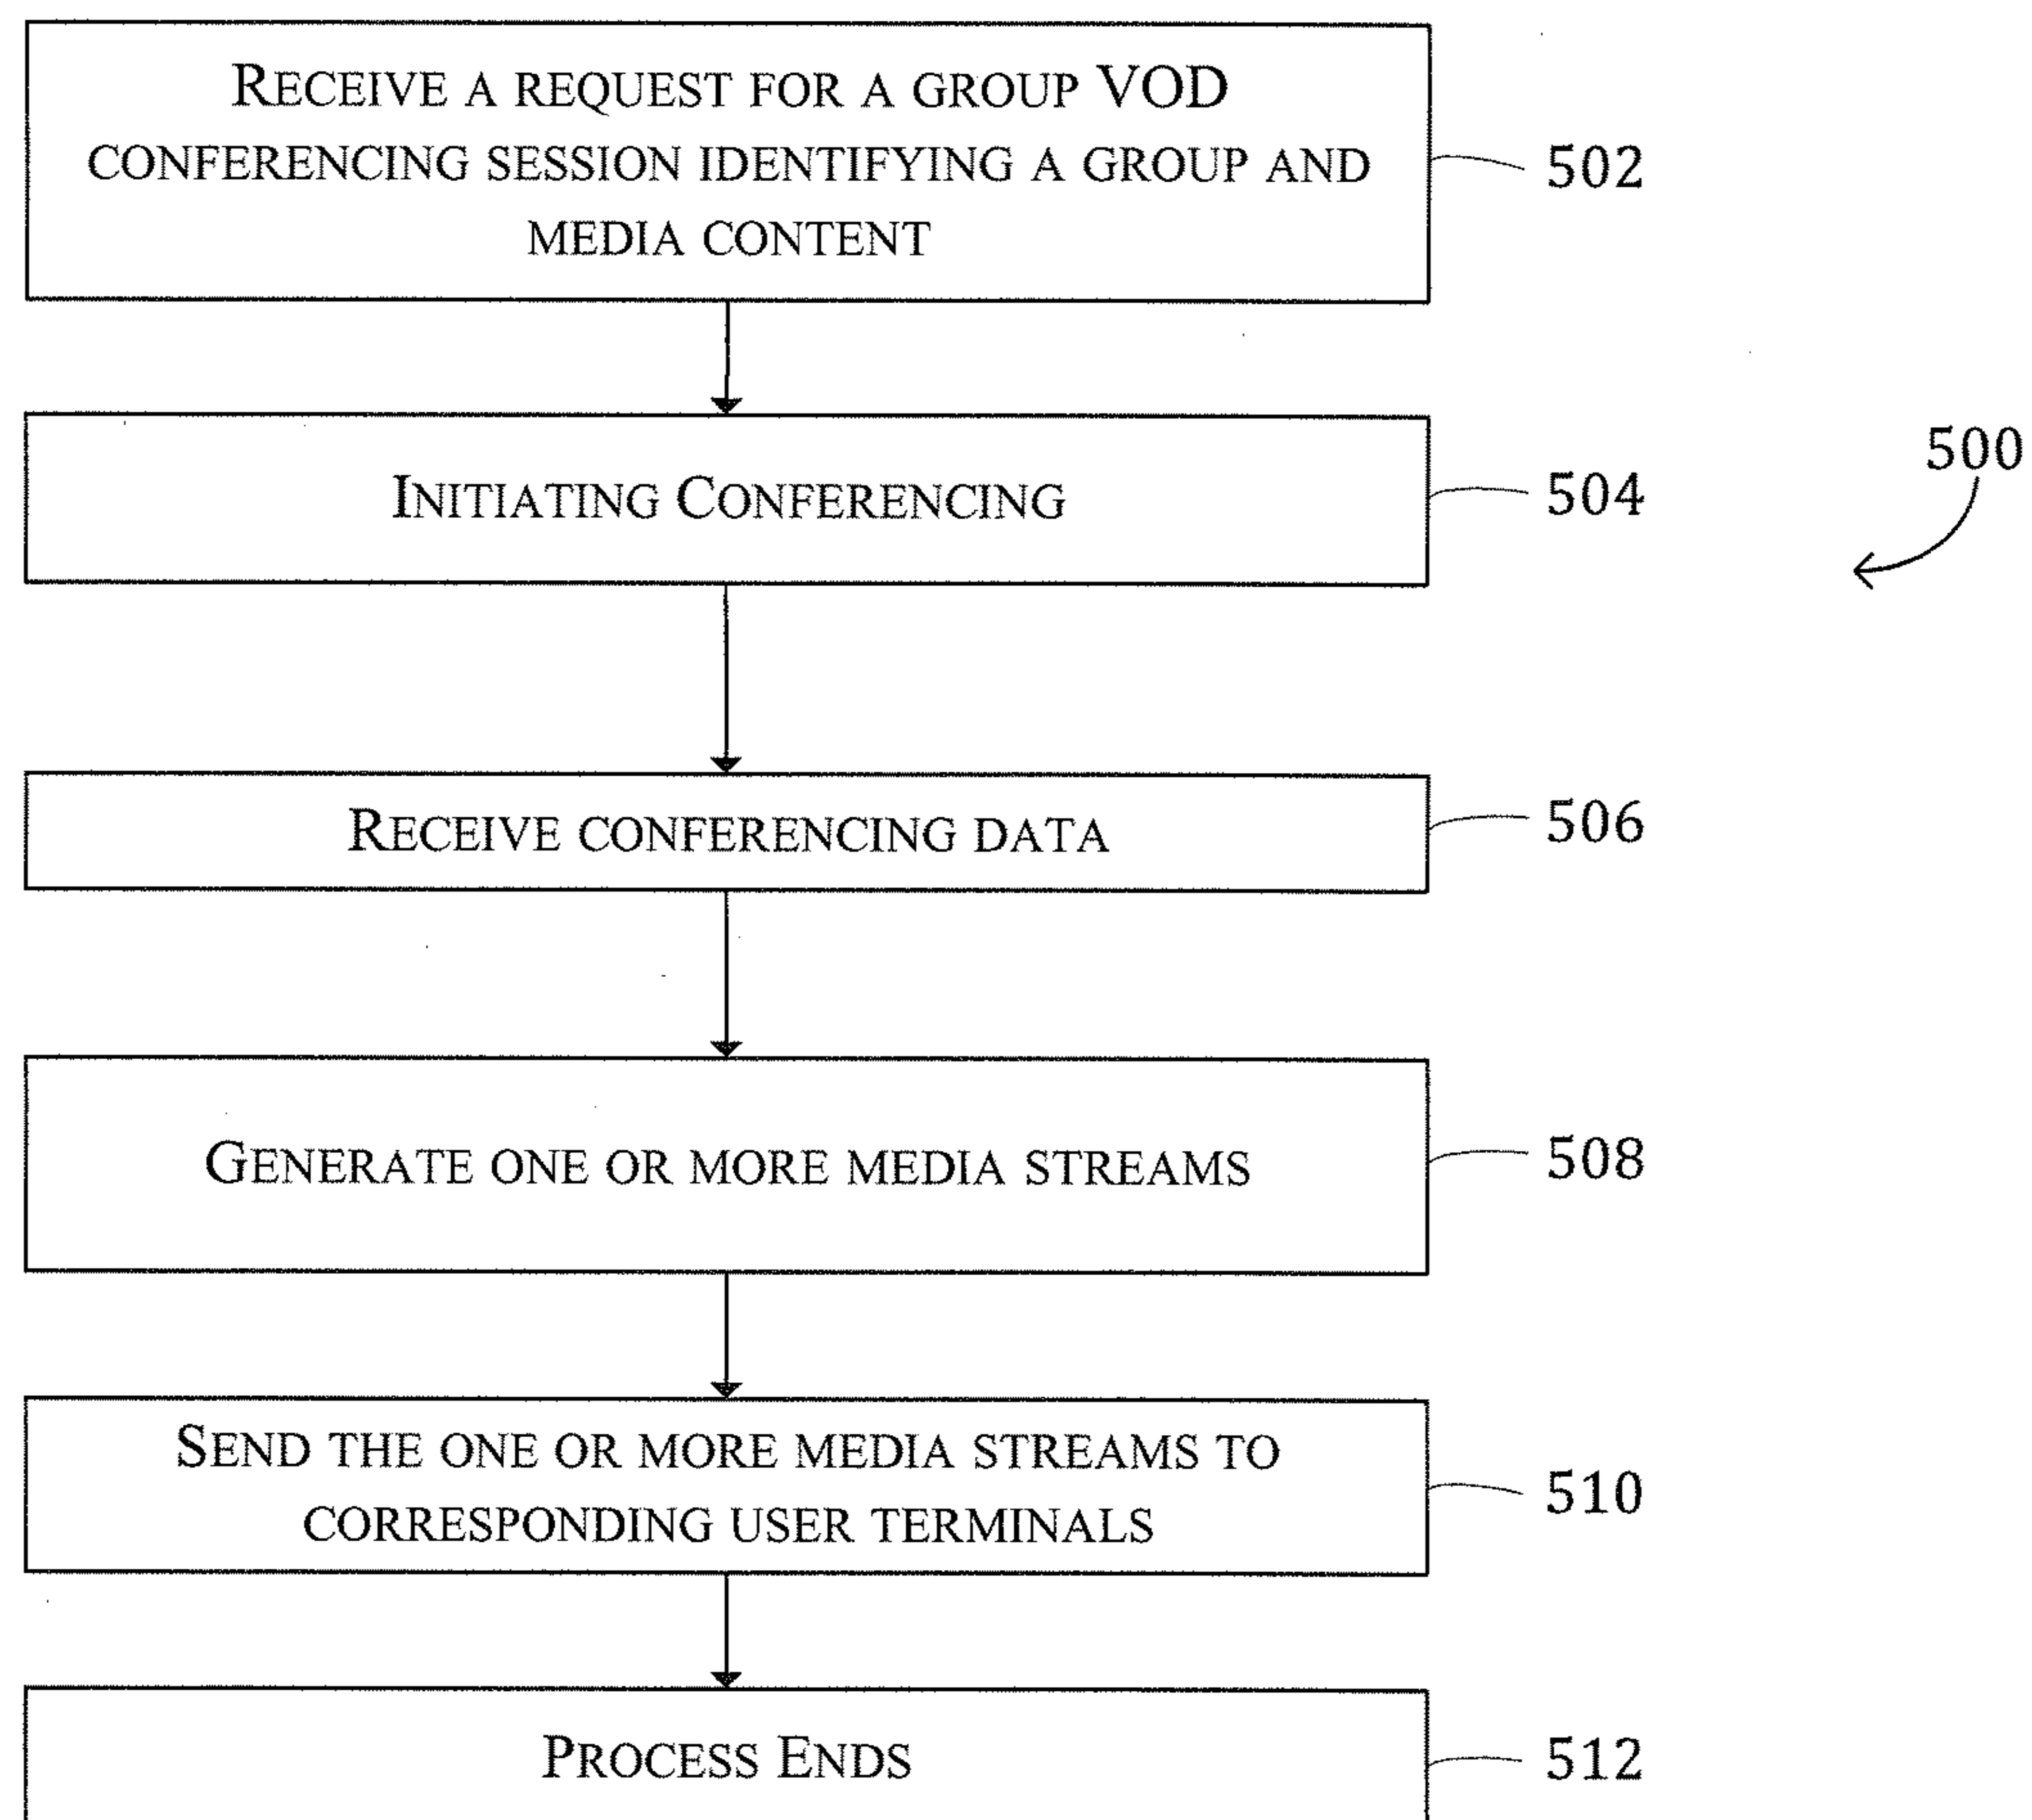 RECEIVE A REQUEST FOR A GROUP VOD
CONFERENCING SESSION IDENTIFYING A GROUP AND
MEDIA CONTENT
502
INITIATING CONFERENCING
504
500
RECEIVE CONFERENCING DATA
506
GENERATE ONE OR MORE MEDIA STREAMS
508
SEND THE ONE OR MORE MEDIA STREAMS TO
CORRESPONDING USER TERMINALS
510
PROCESS ENDS
512